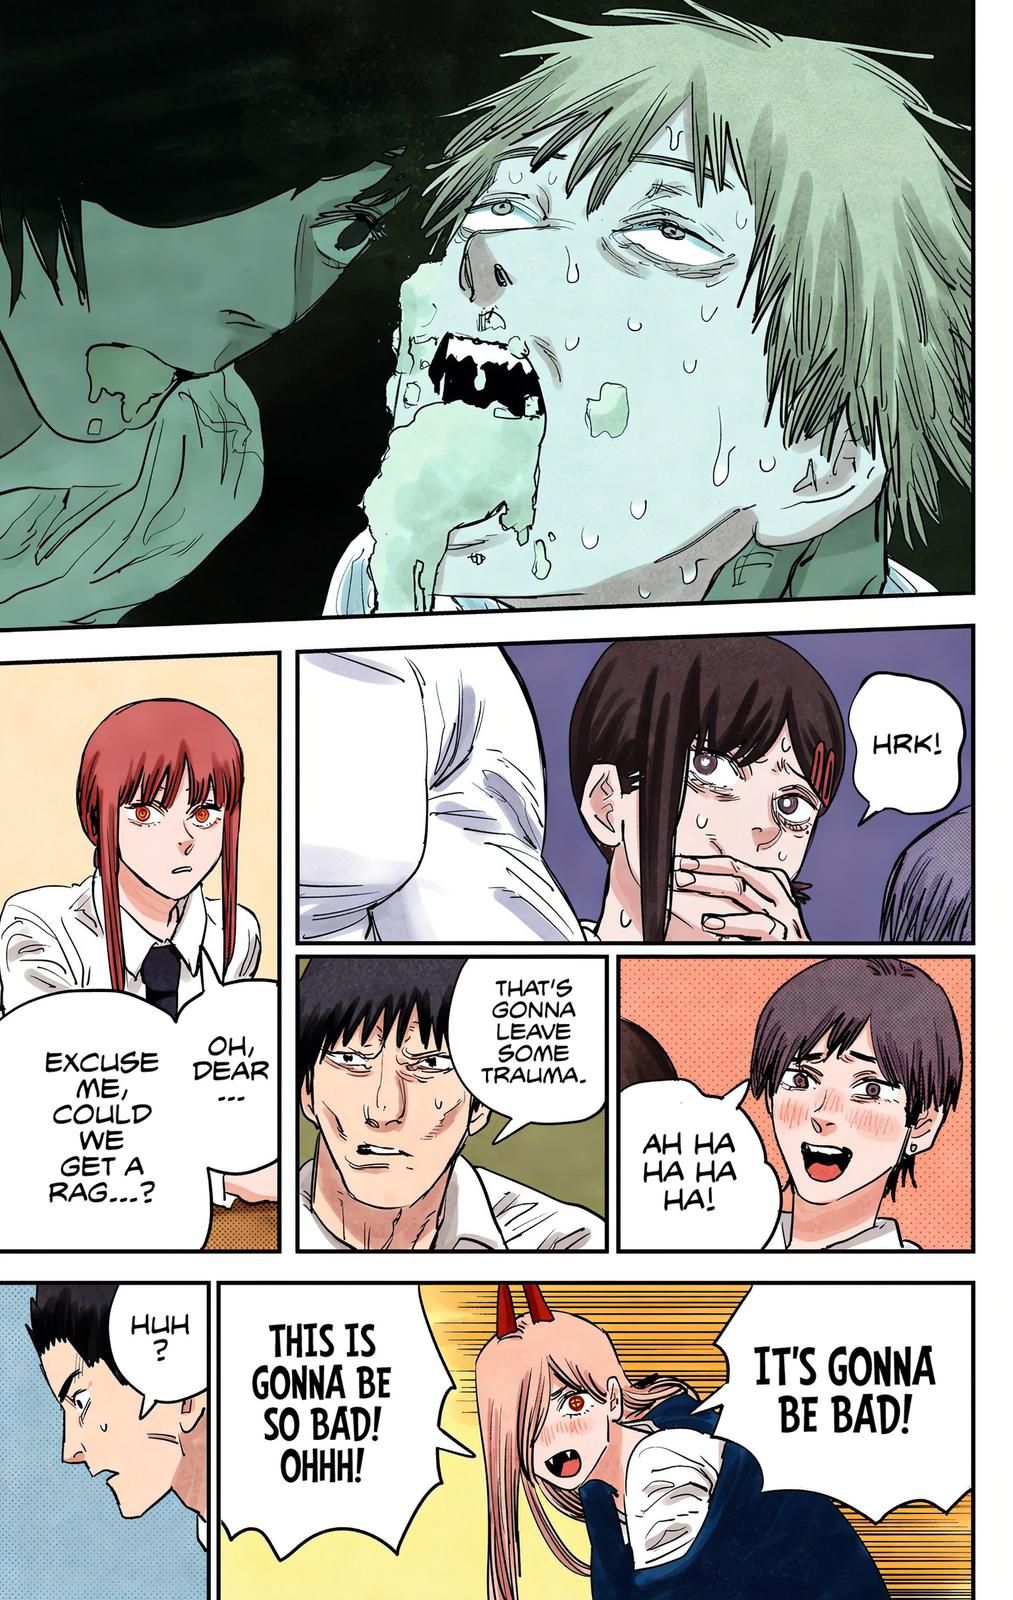 HRK!
AH HA
HA HA
HA!
THAT'S
GONNA
LEAVE
SOME
TRAUMA.
OH,
DEAR
...
EXCUSE
ME,
COULD
WE
GET A
RAG...?
IT'S GONNA
BE BAD!
THIS IS
GONNA BE
SO BAD!
OHHH!
HUH
?